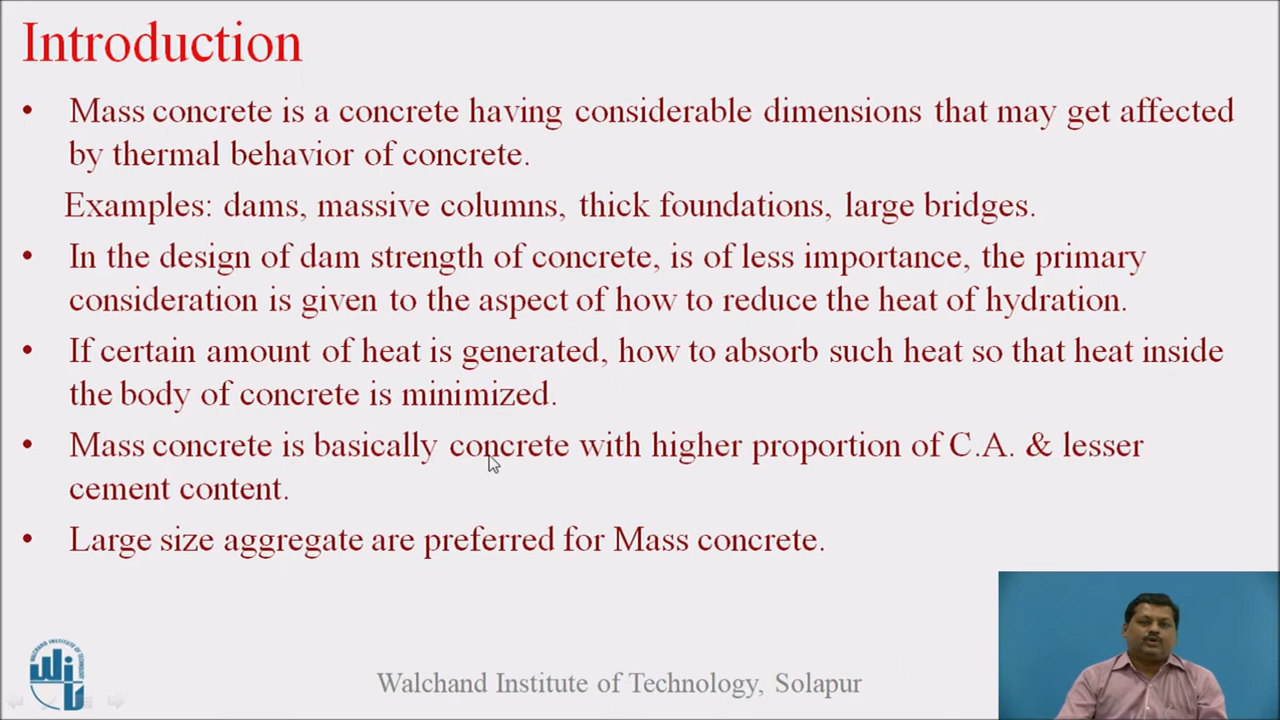 Introduction
• Mass concrete is a concrete having considerable dimensions that may get affected
by thermal behavior of concrete.
Examples: dams, massive columns, thick foundations, large bridges.
• In the design of dam strength of concrete, is of less importance, the primary
consideration is given to the aspect of how to reduce the heat of hydration.
• If certain amount of heat is generated, how to absorb such heat so that heat inside
the body of concrete is minimized.
• Mass concrete is basically concrete with higher proportion of C.A. & lesser
cement content.
• Large size aggregate are preferred for Mass concrete.
WALCHAND INSTITUTE OF TECHNOLOGY
WIT
Walchand Institute of Technology, Solapur